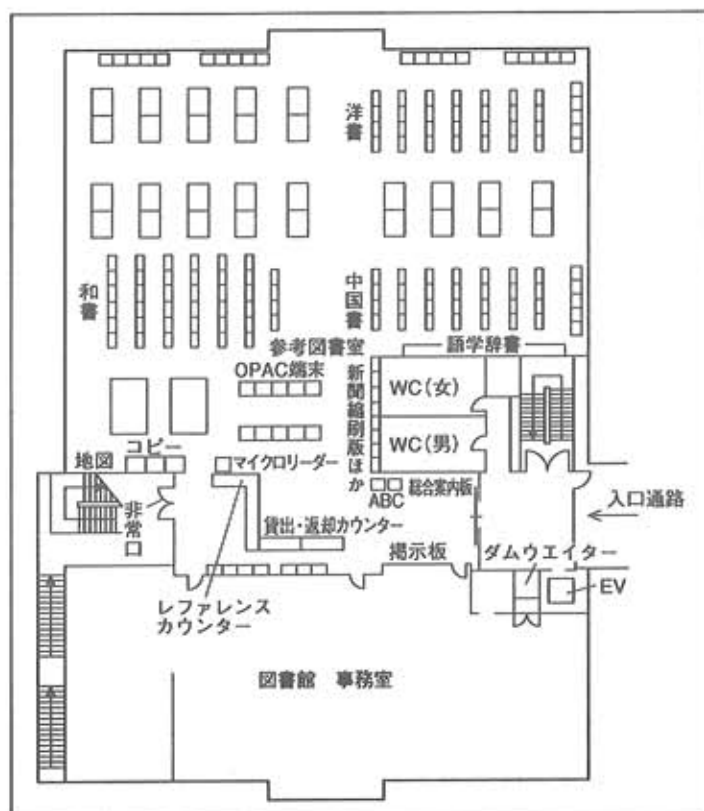 洋書
和書
中国書
参考図書室
語学辞書
OPAC端末
新聞縮刷版ほか
WC(女)
WC(男)
コピー
地図
マイクロリーダー
非常口
ABC
総合案内版
入口通路
貸出・返却カウンター
掲示板
ダムウエイター
EV
レファレンス
カウンター
図書館 事務室